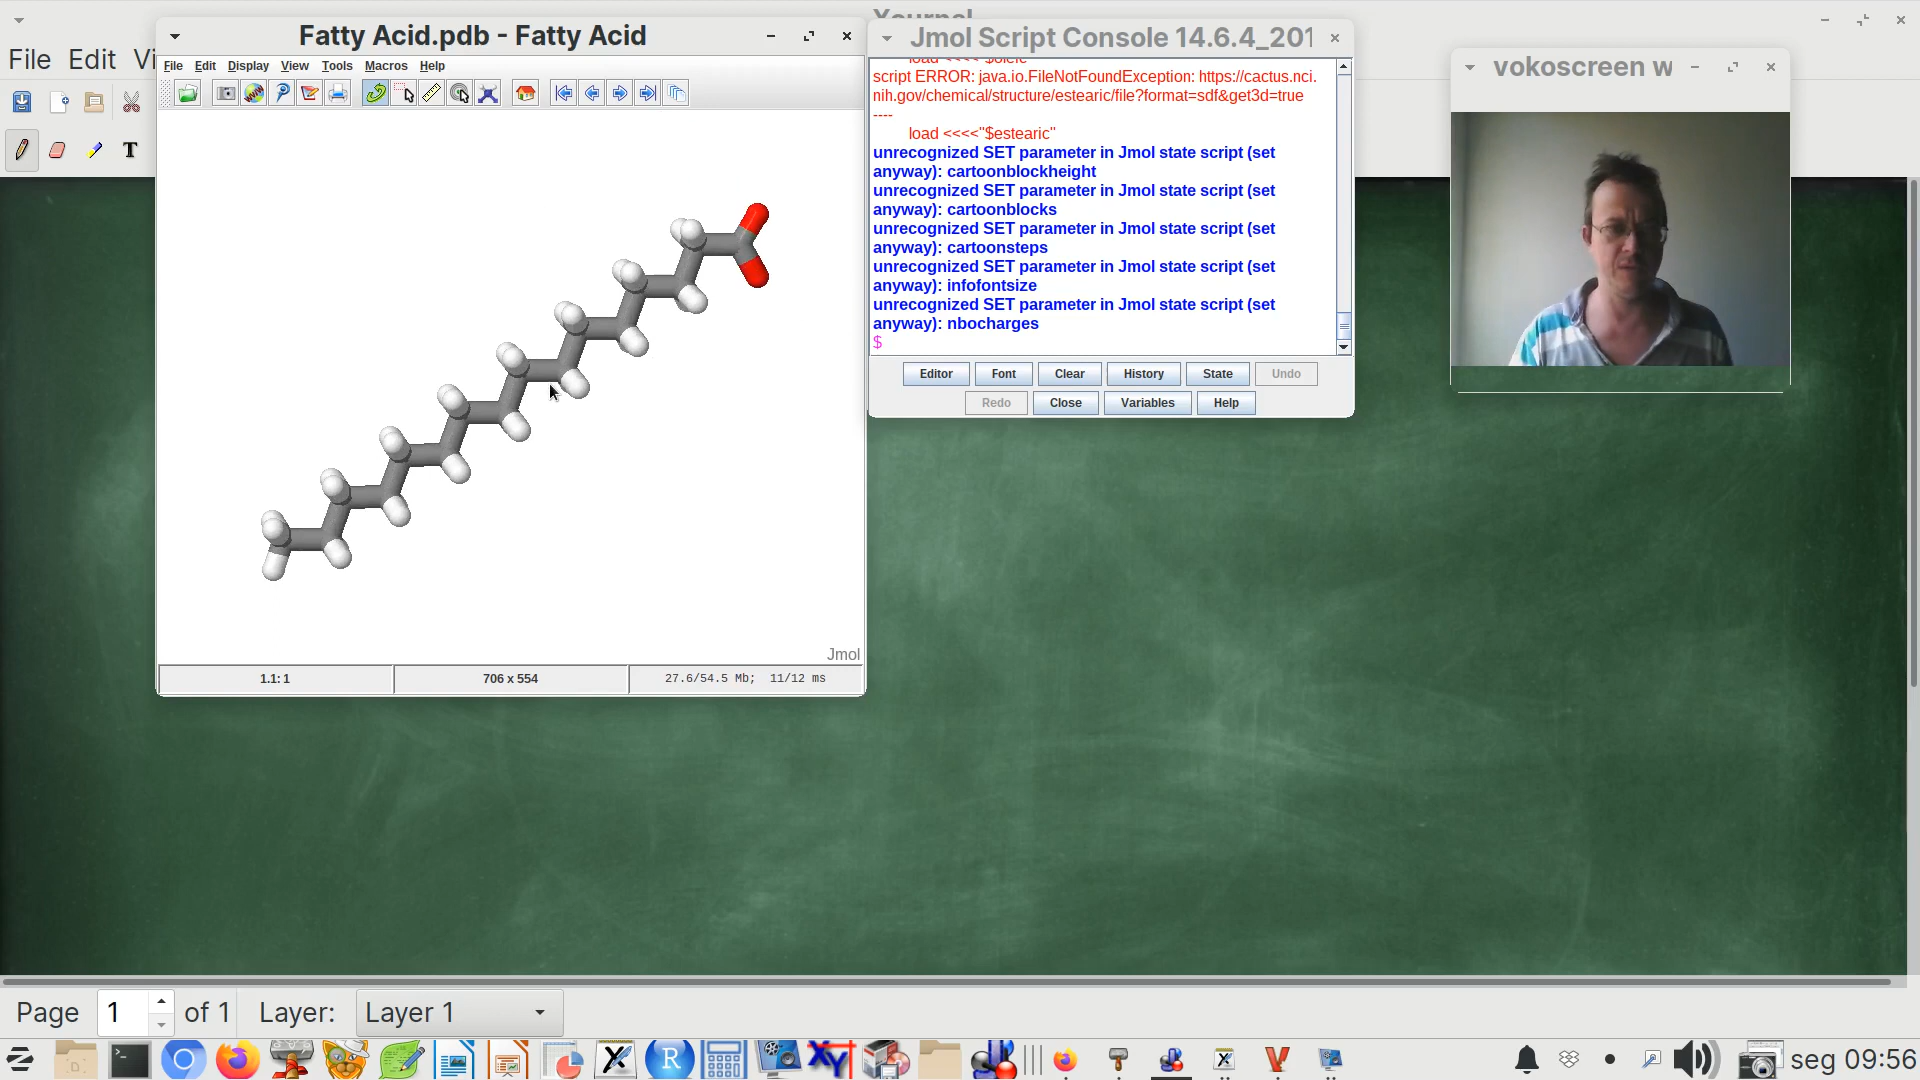 Xournal
File Edit Vi
Fatty Acid.pdb - Fatty Acid
File Edit Display View Tools Macros Help
Jmol
1.1:1
706 x 554
27.6/54.5 Mb; 11/12 ms
Jmol Script Console 14.6.4_201
load <<<< $oleic
script ERROR: java.io.FileNotFoundException: https://cactus.nci.
nih.gov/chemical/structure/estearic/file?format=sdf&get3d=true
----
load <<<<"$estearic"
unrecognized SET parameter in Jmol state script (set
anyway): cartoonblockheight
unrecognized SET parameter in Jmol state script (set
anyway): cartoonblocks
unrecognized SET parameter in Jmol state script (set
anyway): cartoonsteps
unrecognized SET parameter in Jmol state script (set
anyway): infofontsize
unrecognized SET parameter in Jmol state script (set
anyway): nbocharges
$
Editor Font Clear History State Undo
Redo Close Variables Help
vokoscreen w
T
Page 1 of 1 Layer: Layer 1
seg 09:56